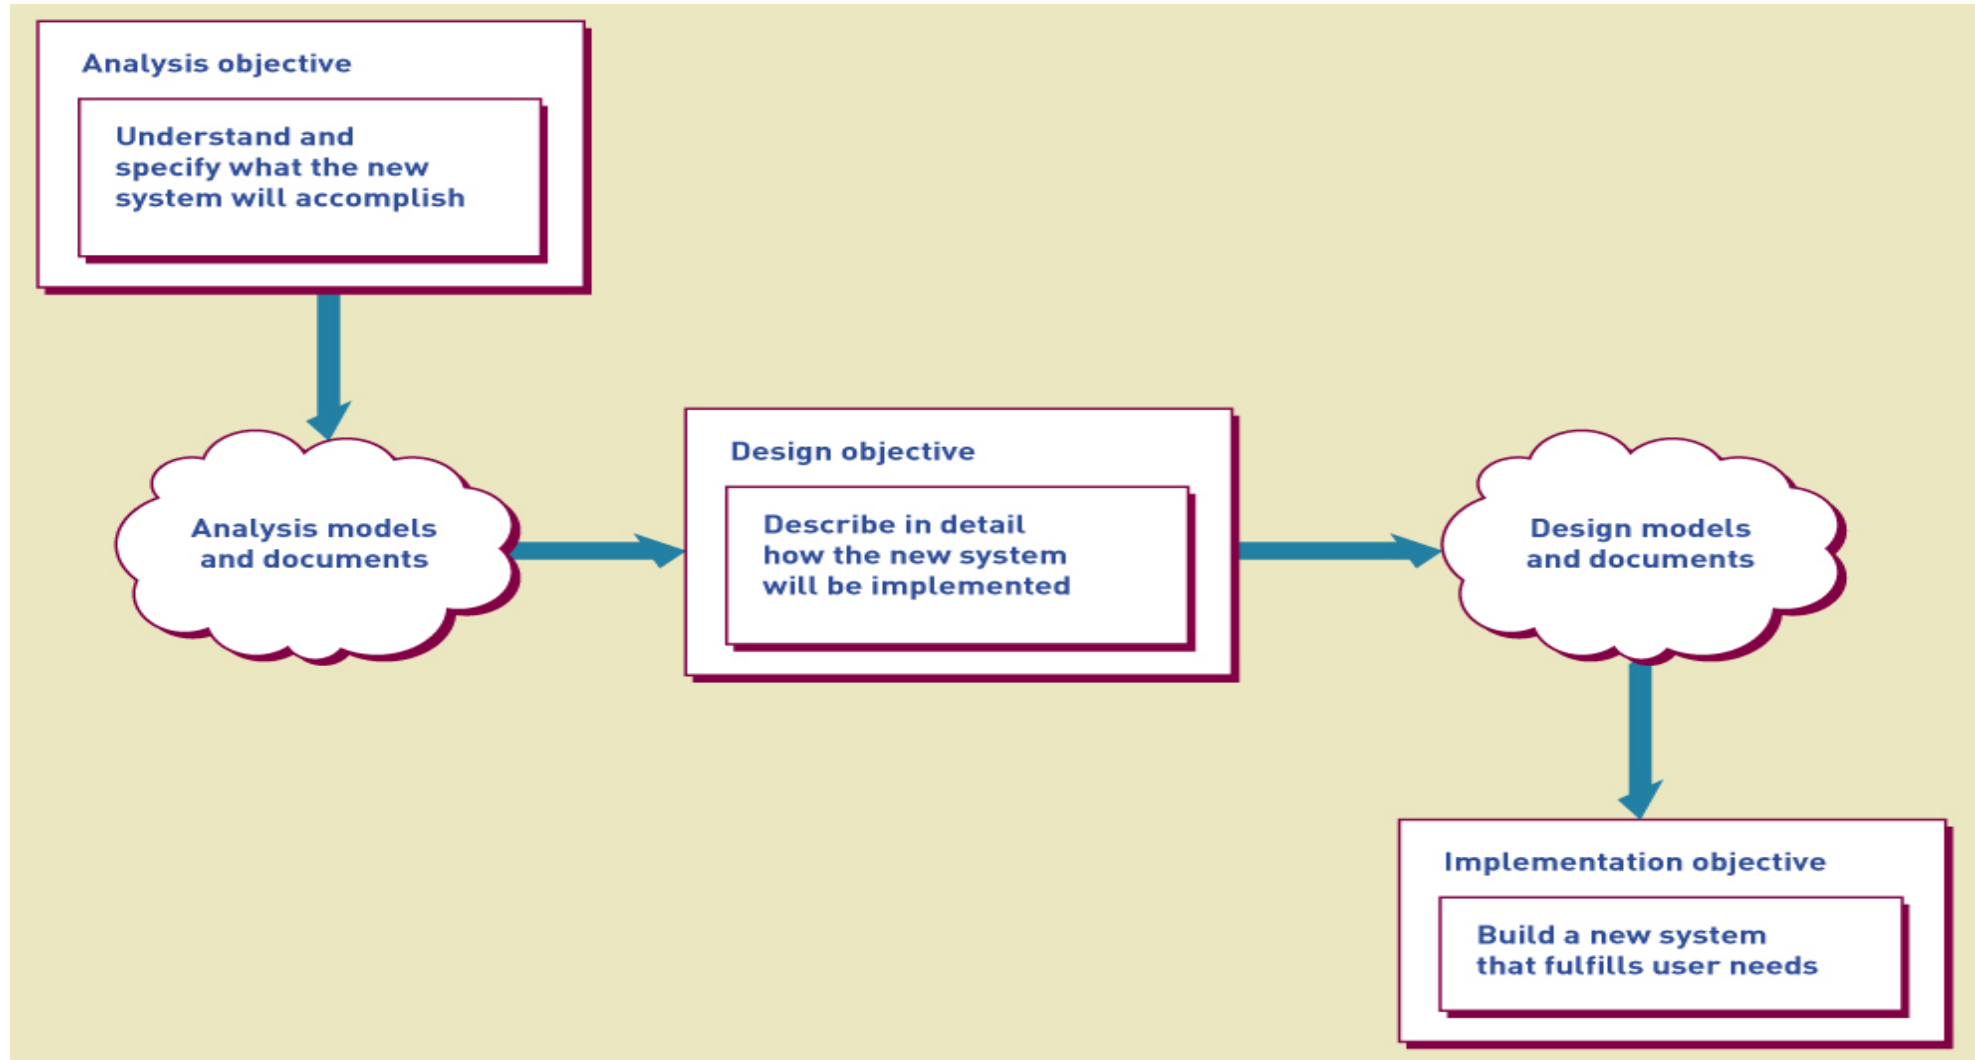 Analysis objective
Understand and
specify what the new
system will accomplish
Analysis models
and documents
Design objective
Describe in detail
how the new system
will be implemented
Design models
and documents
Implementation objective
Build a new system
that fulfills user needs